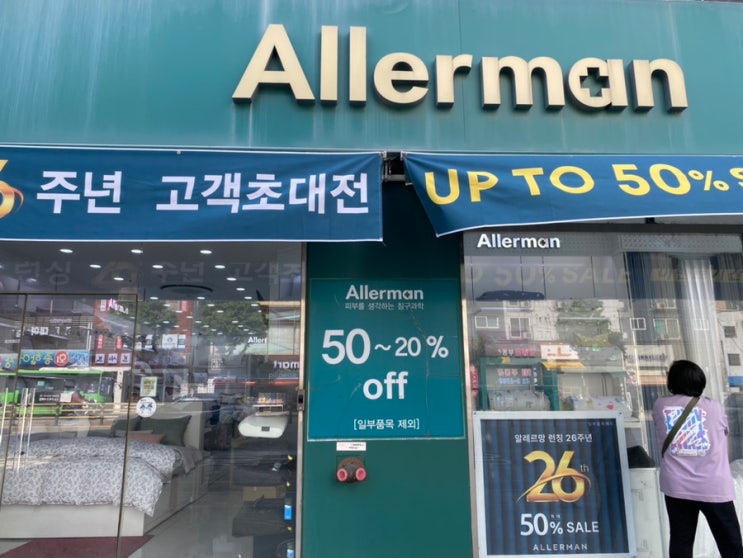 Allerman
6 주년 고객초대전
UP TO 50% S
Allerman
Allerman
피부를 생각하는 침구과학
50 ~ 20 %
off
[일부품목 제외]
알레르망 런칭 26주년
26th
50% SALE
ALLERMAN